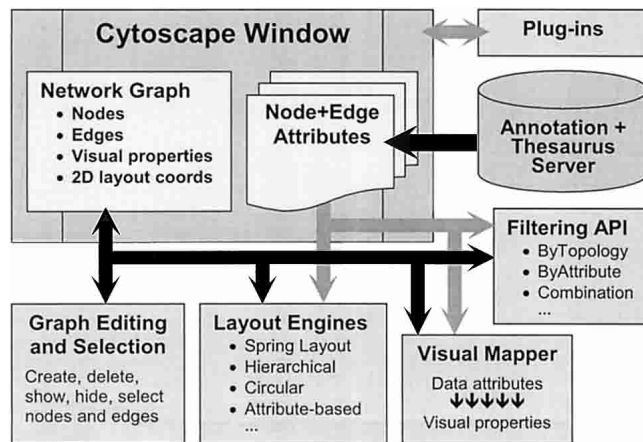 Cytoscape Window
Network Graph
• Nodes
• Edges
• Visual properties
• 2D layout coords
Node+Edge
Attributes
Plug-ins
Annotation +
Thesaurus
Server
Filtering API
• ByTopology
• ByAttribute
• Combination
...
Graph Editing
and Selection
Create, delete,
show, hide, select
nodes and edges
Layout Engines
• Spring Layout
• Hierarchical
• Circular
• Attribute-based
...
Visual Mapper
Data attributes
Visual properties